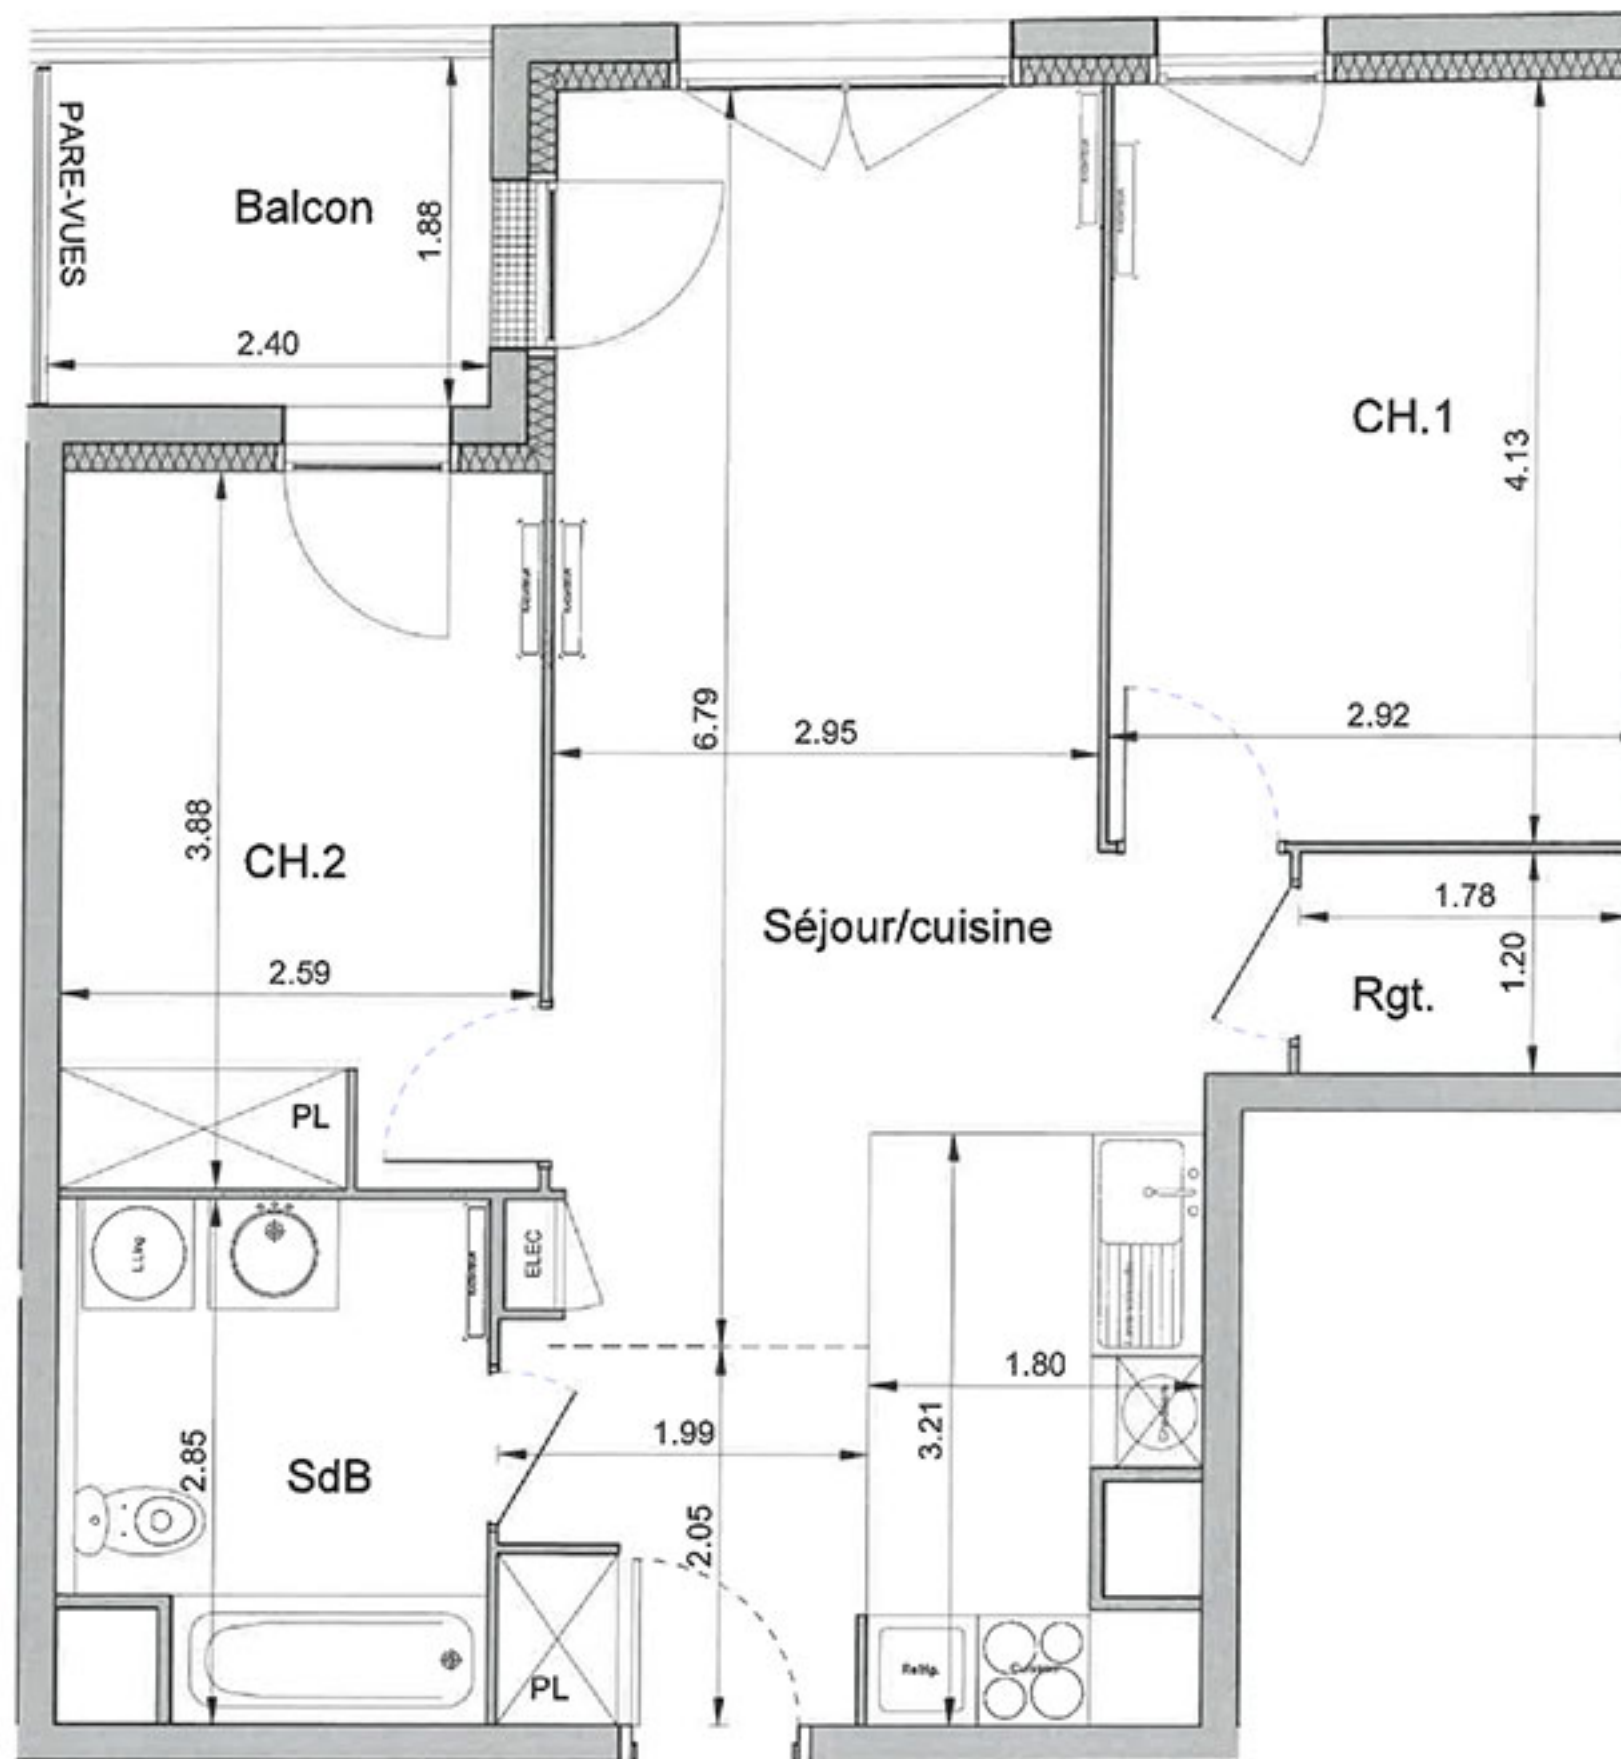 PARE-VUES
Balcon
1.88
2.40
CH.1
4.13
6.79
2.95
2.92
3.88
CH.2
2.59
Séjour/cuisine
1.78
1.20
Rgt.
PL
ELEC
1.80
3.21
1.99
2.85
SdB
2.05
PL
Refrig.